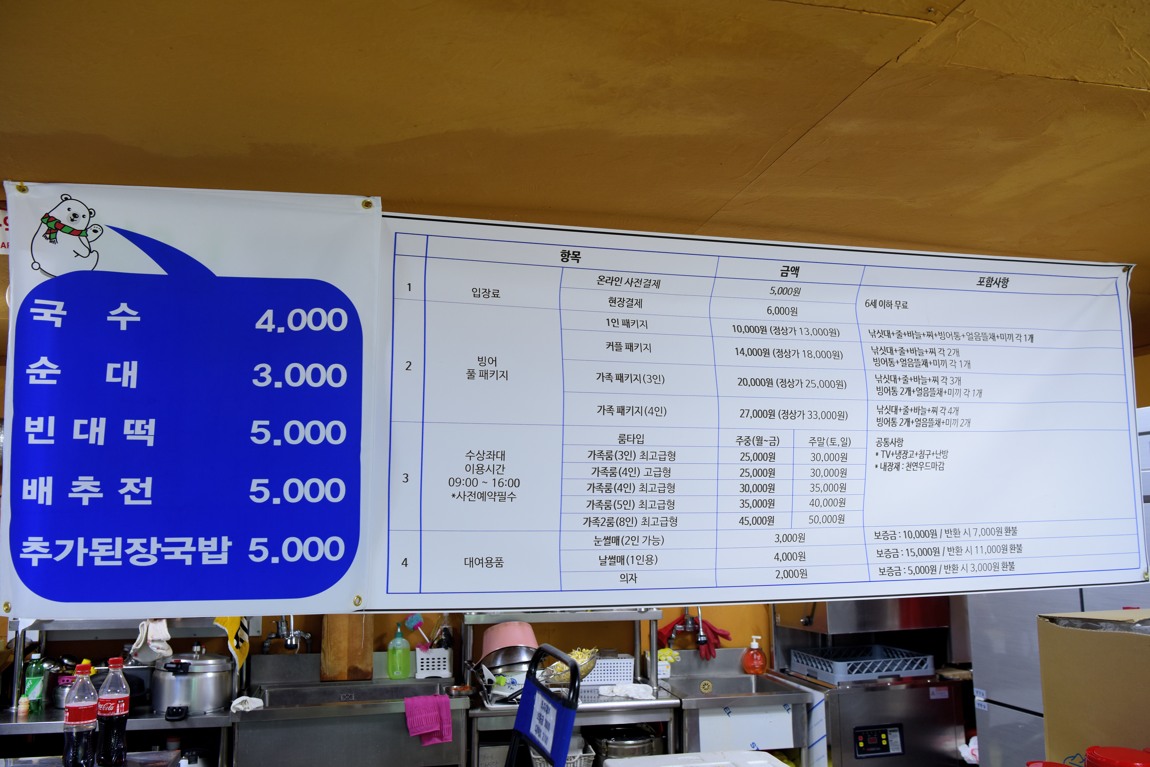 국 수 4.000
순 대 3.000
빈 대 떡 5.000
배 추 전 5.000
추가된장국밥 5.000
항목 금액 포함사항
1 입장료 온라인 사전결제 5,000원 6세 이하 무료
현장결제 6,000원
2 빙어 풀 패키지 1인 패키지 10,000원 (정상가 13,000원) 낚싯대+줄+바늘+찌+빙어통+얼음뜰채+미끼 각 1개
커플 패키지 14,000원 (정상가 18,000원) 낚싯대+줄+바늘+찌 각 2개
빙어통+얼음뜰채+미끼 각 1개
가족 패키지(3인) 20,000원 (정상가 25,000원) 낚싯대+줄+바늘+찌 각 3개
빙어통 2개+얼음뜰채+미끼 각 1개
가족 패키지(4인) 27,000원 (정상가 33,000원) 낚싯대+줄+바늘+찌 각 4개
빙어통 2개+얼음뜰채+미끼 2개
3 수상좌대
이용시간
09:00 ~ 16:00
*사전예약필수
룸타입 주중(월~금) 주말(토,일)
가족룸(3인) 최고급형 25,000원 30,000원
가족룸(4인) 고급형 25,000원 30,000원
가족룸(4인) 최고급형 30,000원 35,000원
가족룸(5인) 최고급형 35,000원 40,000원
가족2룸(8인) 최고급형 45,000원 50,000원
공통사항
* TV+냉장고+침구+난방
* 내장재 : 천연우드마감
4 대여용품 눈썰매(2인 가능) 3,000원 보증금 : 10,000원 / 반환 시 7,000원 환불
날썰매(1인용) 4,000원 보증금 : 15,000원 / 반환 시 11,000원 환불
의자 2,000원 보증금 : 5,000원 / 반환 시 3,000원 환불